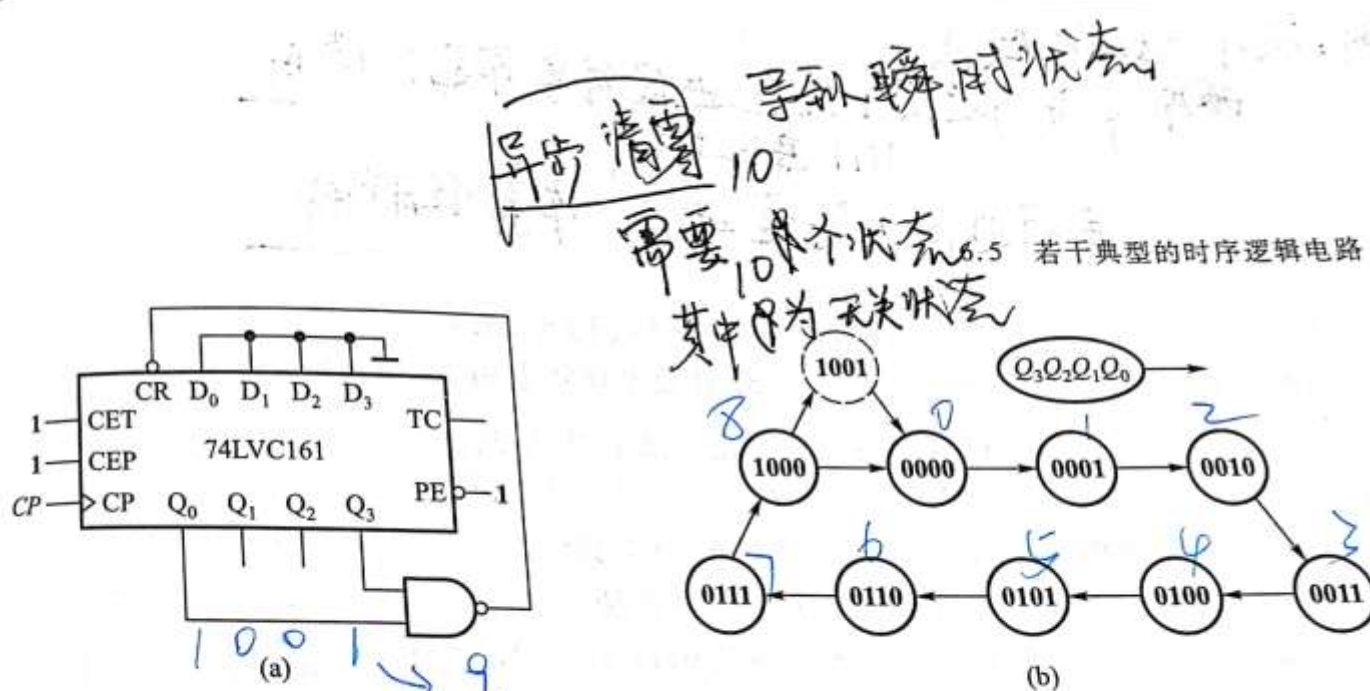 导到瞬时状态
异步清零
10
需要 个状态
10
其中 为无关状态
6.5 若干典型的时序逻辑电路
CR D₀ D₁ D₂ D₃
1 CET TC
74LVC161
1 CEP
PE 1
CP CP Q₀ Q₁ Q₂ Q₃
1 0 0 1 9
(a)
1001
Q₃Q₂Q₁Q₀
8 0 1 2
1000 0000 0001 0010
7 6 5 4 3
0111 0110 0101 0100 0011
(b)